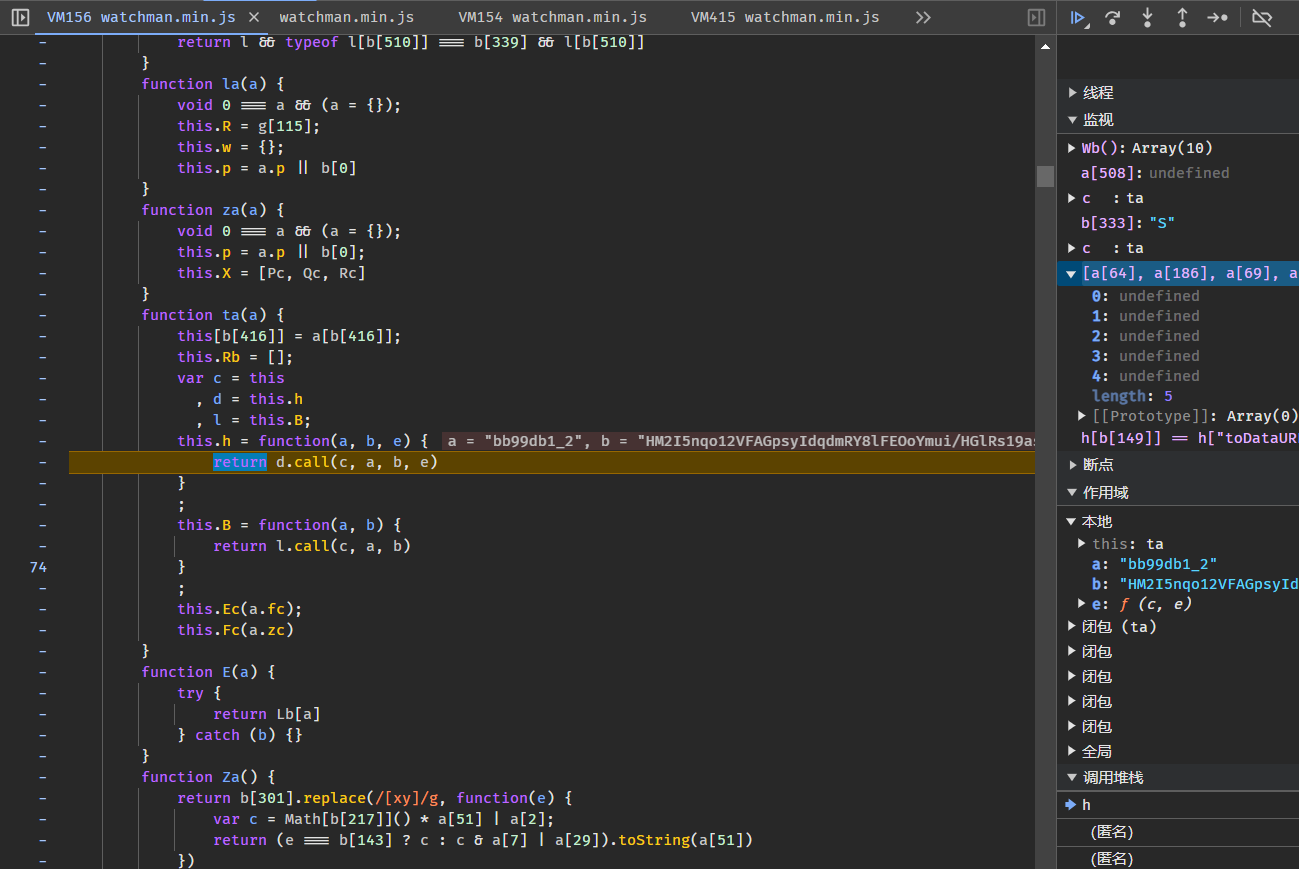 VM156 watchman.min.js × watchman.min.js VM154 watchman.min.js VM415 watchman.min.js
return l && typeof l[b[510]] === b[339] && l[b[510]]
}
function la(a) {
void 0 === a && (a = {});
this.R = g[115];
this.w = {};
this.p = a.p || b[0]
}
function za(a) {
void 0 === a && (a = {});
this.p = a.p || b[0];
this.X = [Pc, Qc, Rc]
}
function ta(a) {
this[b[416]] = a[b[416]];
this.Rb = [];
var c = this
, d = this.h
, l = this.B;
this.h = function(a, b, e) { a = "bb99db1_2", b = "HM2I5nqo12VFAGpsyIdqdmRY8lFEOoYmui/HGlRs19as
return d.call(c, a, b, e)
}
;
this.B = function(a, b) {
return l.call(c, a, b)
74 }
;
this.Ec(a.fc);
this.Fc(a.zc)
}
function E(a) {
try {
return Lb[a]
} catch (b) {}
}
function Za() {
return b[301].replace(/[xy]/g, function(e) {
var c = Math[b[217]]() * a[51] | a[2];
return (e === b[143] ? c : c & a[7] | a[29]).toString(a[51])
})
线程
监视
Wb(): Array(10)
a[508]: undefined
c : ta
b[333]: "S"
c : ta
[a[64], a[186], a[69], a
0: undefined
1: undefined
2: undefined
3: undefined
4: undefined
length: 5
[[Prototype]]: Array(0)
h[b[149]] == h["toDataUR
断点
作用域
本地
this: ta
a: "bb99db1_2"
b: "HM2I5nqo12VFAGpsyId
e: ƒ (c, e)
闭包 (ta)
闭包
闭包
闭包
闭包
全局
调用堆栈
h
(匿名)
(匿名)